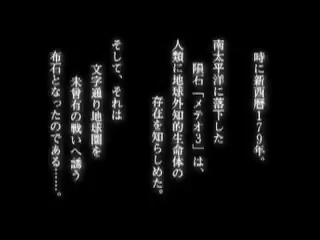 時に新西暦179年。
南太平洋に落下した
隕石「メテオ3」は、
人類に地球外知的生命体の
存在を知らしめた。
そして、それは
文字通り地球圏を
未曾有の戦いへ誘う
布石となったのである……。